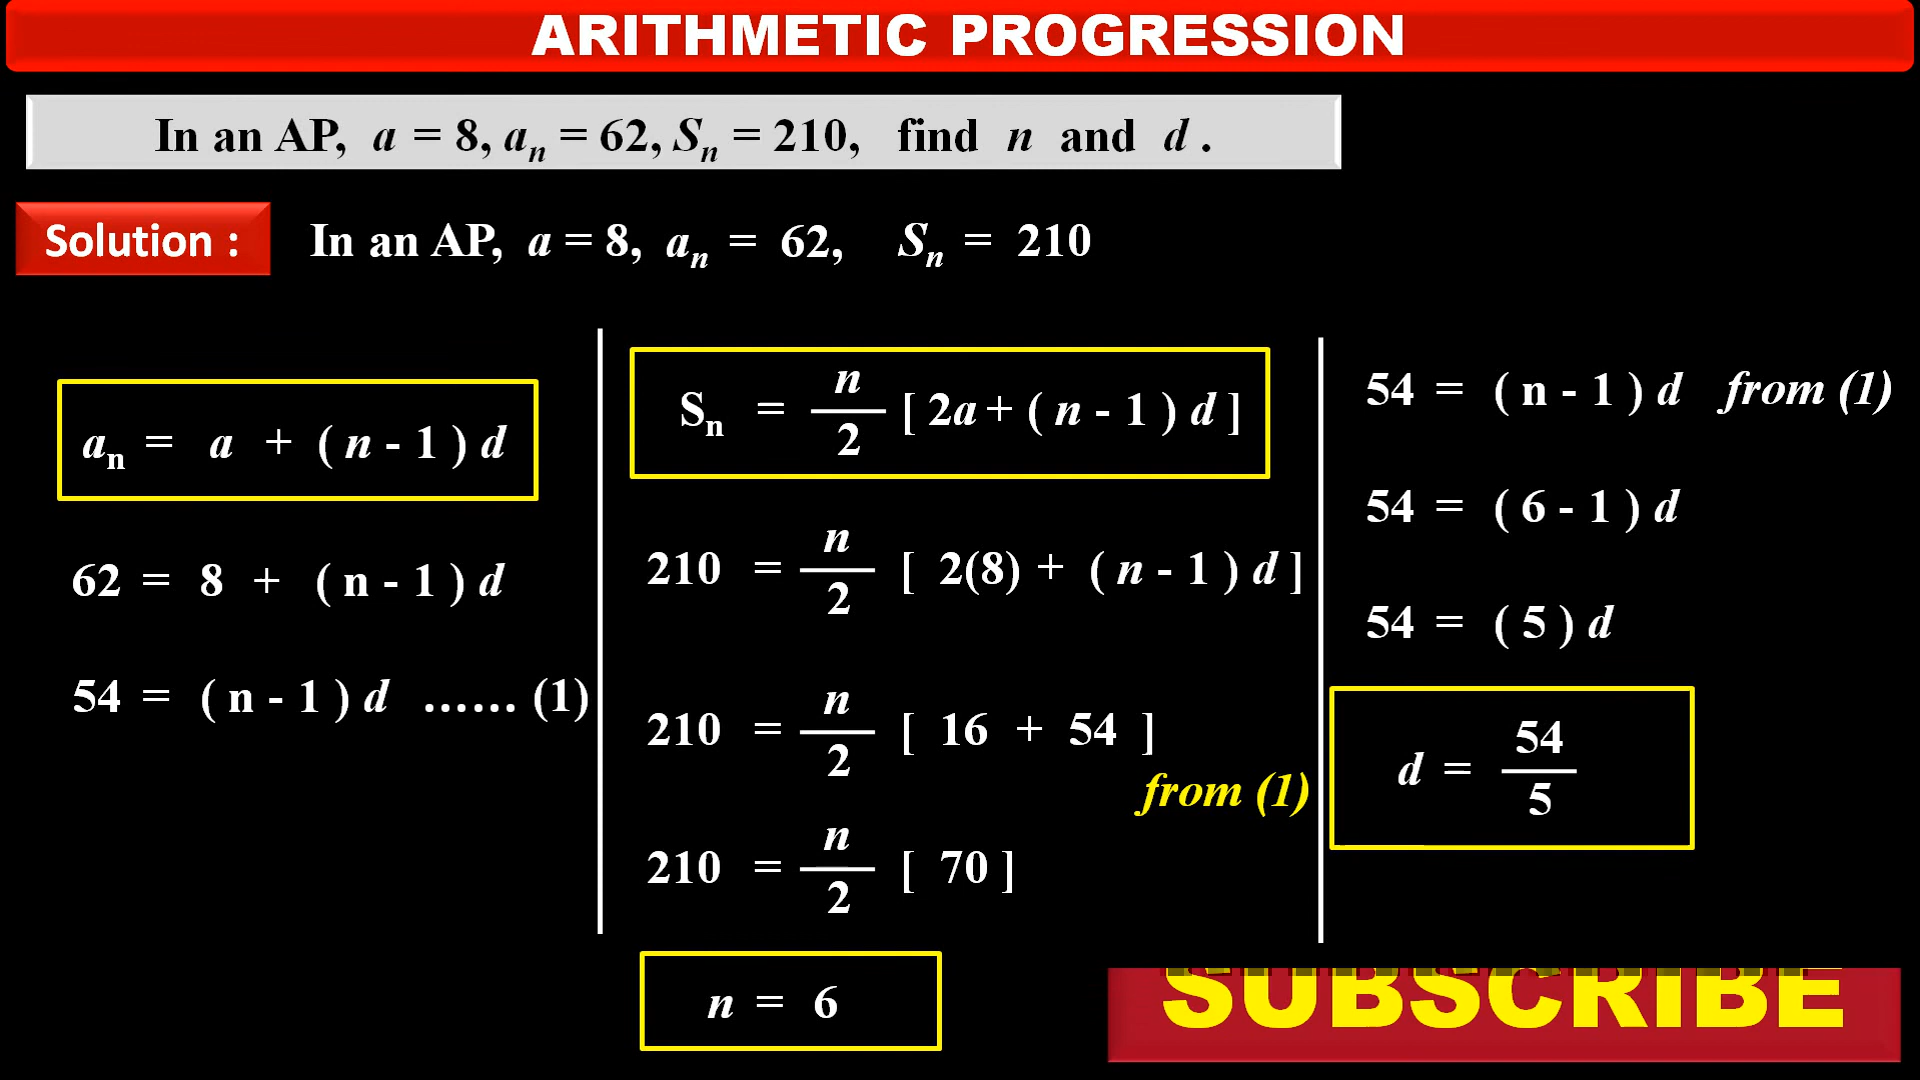 ARITHMETIC PROGRESSION
In an AP, a = 8, aₙ = 62, Sₙ = 210, find n and d .
Solution : In an AP, a = 8, aₙ = 62, Sₙ = 210
aₙ = a + ( n - 1 ) d
62 = 8 + ( n - 1 ) d
54 = ( n - 1 ) d …… (1)
Sₙ = n/2 [ 2a + ( n - 1 ) d ]
210 = n/2 [ 2(8) + ( n - 1 ) d ]
210 = n/2 [ 16 + 54 ]
from (1)
210 = n/2 [ 70 ]
n = 6
54 = ( n - 1 ) d from (1)
54 = ( 6 - 1 ) d
54 = ( 5 ) d
d = 54/5
SUBSCRIBE